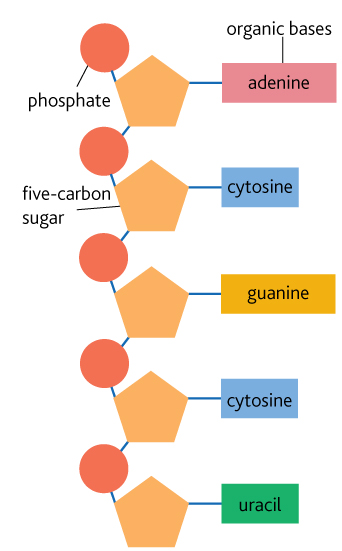 organic bases
adenine
phosphate
cytosine
five-carbon
sugar
guanine
cytosine
uracil